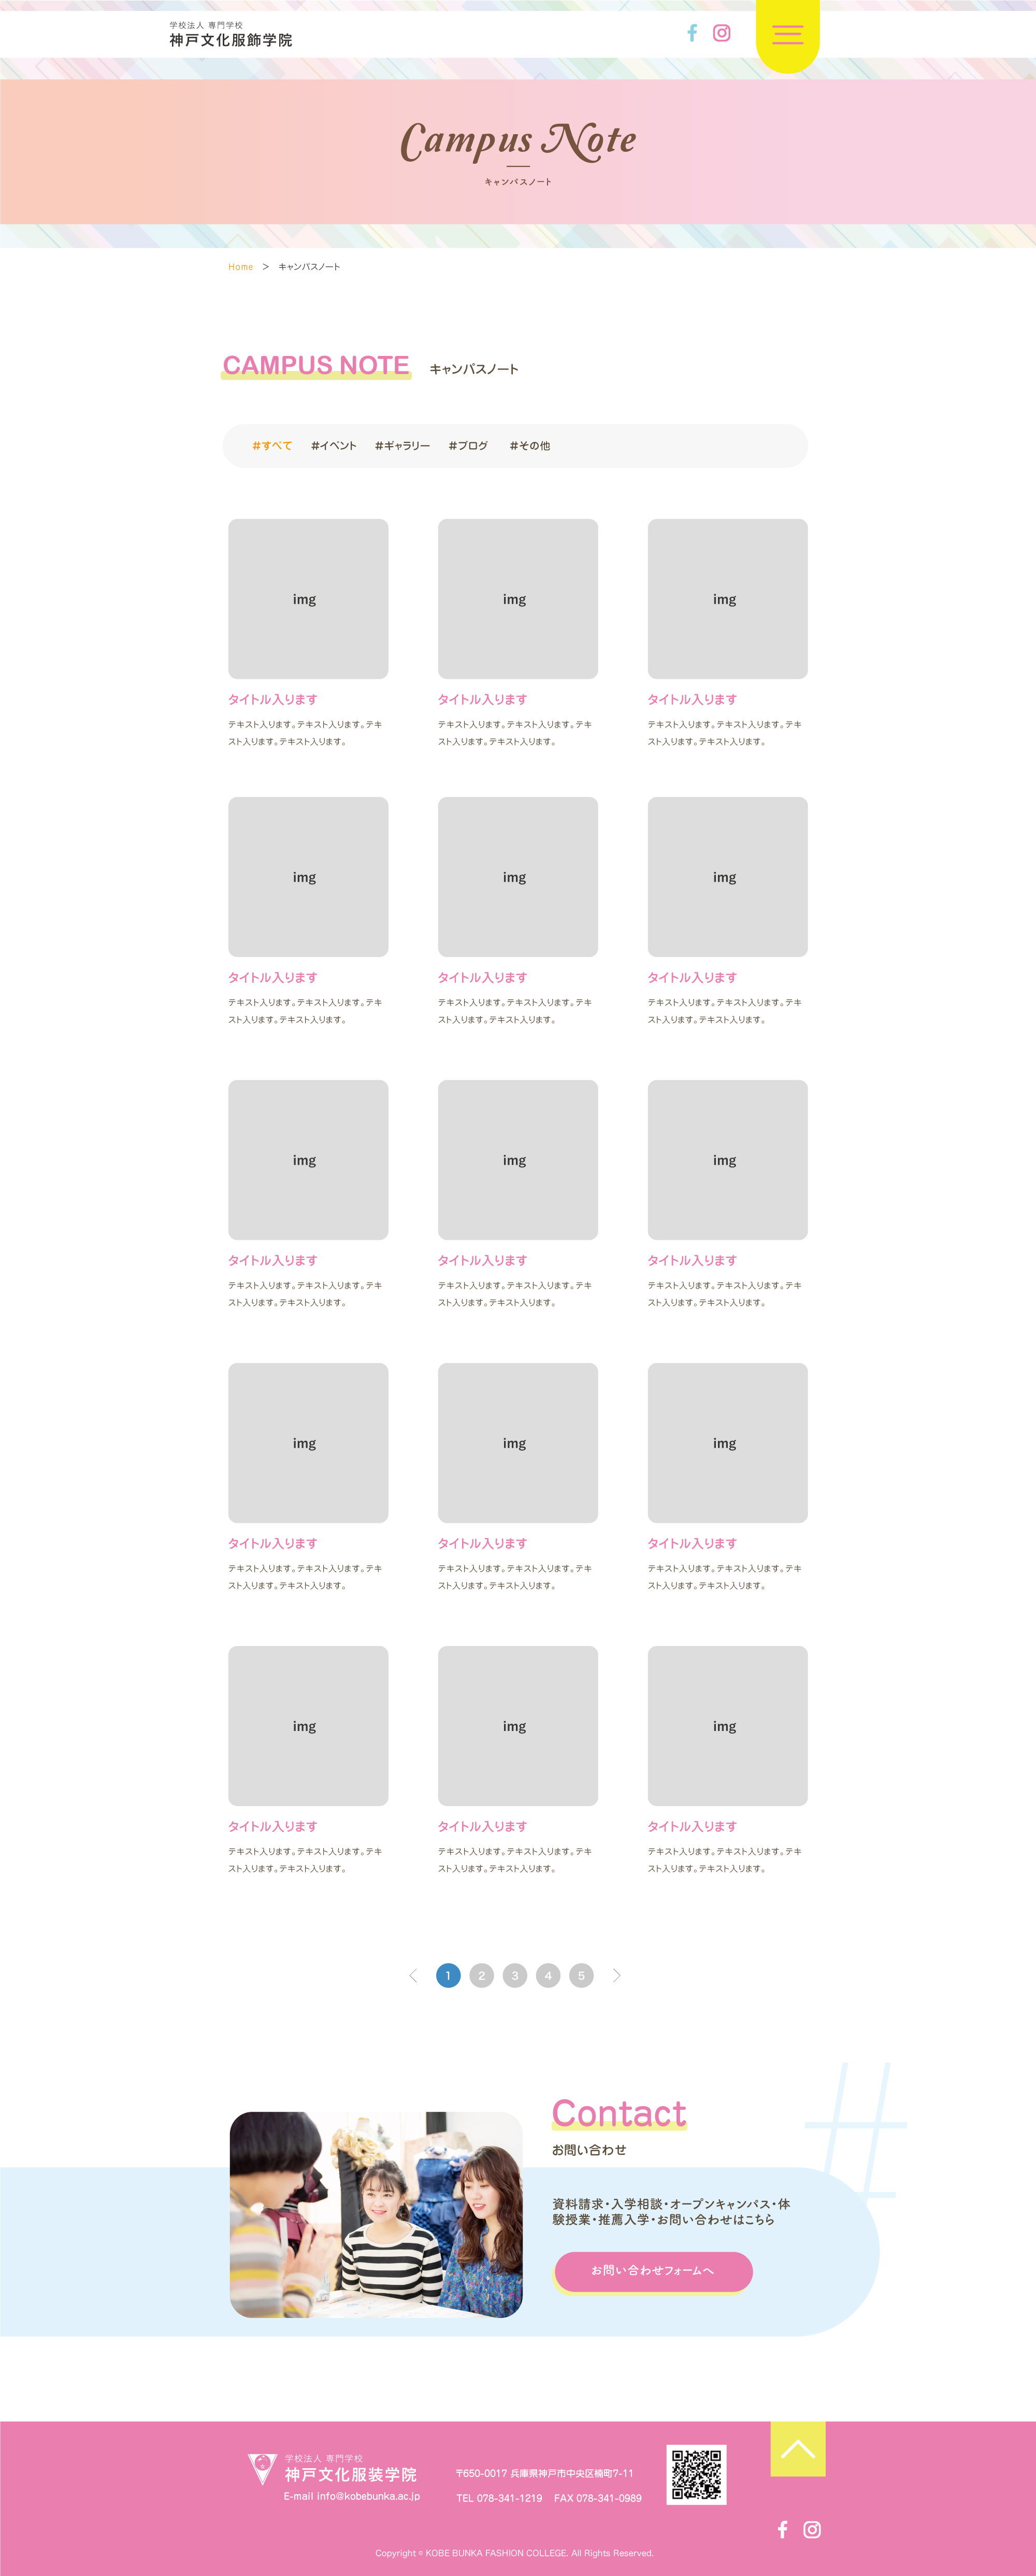 学校法人 専門学校
神戸文化服飾学院
Campus Note
キャンパスノート
Home > キャンパスノート
CAMPUS NOTE キャンパスノート
#すべて #イベント #ギャラリー #ブログ #その他
img img img
タイトル入ります タイトル入ります タイトル入ります
テキスト入ります。テキスト入ります。テキ テキスト入ります。テキスト入ります。テキ テキスト入ります。テキスト入ります。テキ
スト入ります。テキスト入ります。 スト入ります。テキスト入ります。 スト入ります。テキスト入ります。
img img img
タイトル入ります タイトル入ります タイトル入ります
テキスト入ります。テキスト入ります。テキ テキスト入ります。テキスト入ります。テキ テキスト入ります。テキスト入ります。テキ
スト入ります。テキスト入ります。 スト入ります。テキスト入ります。 スト入ります。テキスト入ります。
img img img
タイトル入ります タイトル入ります タイトル入ります
テキスト入ります。テキスト入ります。テキ テキスト入ります。テキスト入ります。テキ テキスト入ります。テキスト入ります。テキ
スト入ります。テキスト入ります。 スト入ります。テキスト入ります。 スト入ります。テキスト入ります。
img img img
タイトル入ります タイトル入ります タイトル入ります
テキスト入ります。テキスト入ります。テキ テキスト入ります。テキスト入ります。テキ テキスト入ります。テキスト入ります。テキ
スト入ります。テキスト入ります。 スト入ります。テキスト入ります。 スト入ります。テキスト入ります。
img img img
タイトル入ります タイトル入ります タイトル入ります
テキスト入ります。テキスト入ります。テキ テキスト入ります。テキスト入ります。テキ テキスト入ります。テキスト入ります。テキ
スト入ります。テキスト入ります。 スト入ります。テキスト入ります。 スト入ります。テキスト入ります。
1 2 3 4 5
#
Contact
お問い合わせ
資料請求・入学相談・オープンキャンパス・体
験授業・推薦入学・お問い合わせはこちら
お問い合わせフォームへ
学校法人 専門学校
神戸文化服装学院
E-mail info@kobebunka.ac.jp
〒650-0017 兵庫県神戸市中央区楠町7-11
TEL 078-341-1219 FAX 078-341-0989
Copyright © KOBE BUNKA FASHION COLLEGE. All Rights Reserved.